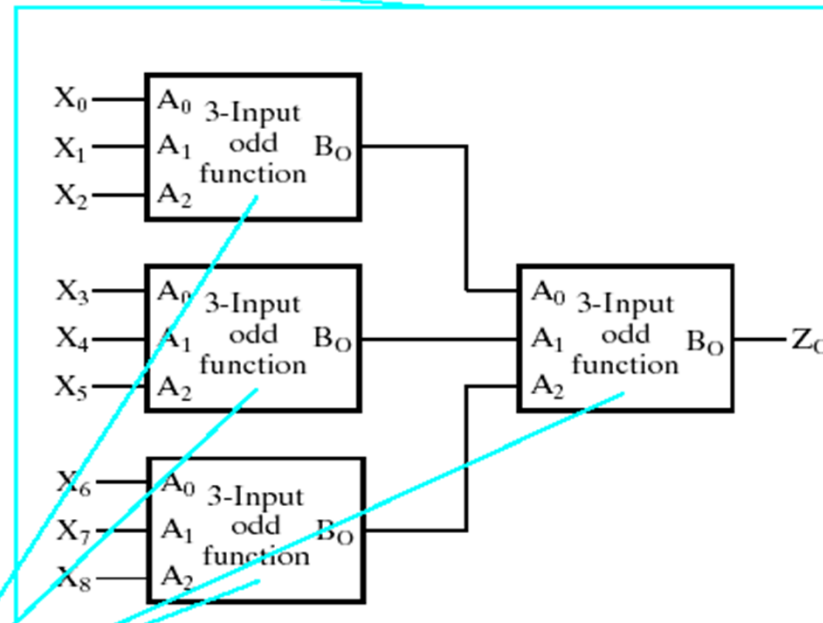 X0 A0 3-Input
X1 A1 odd BO
X2 A2 function
X3 A0 3-Input
X4 A1 odd BO
X5 A2 function
A0 3-Input
A1 odd BO ZO
A2 function
X6 A0 3-Input
X7 A1 odd BO
X8 A2 function